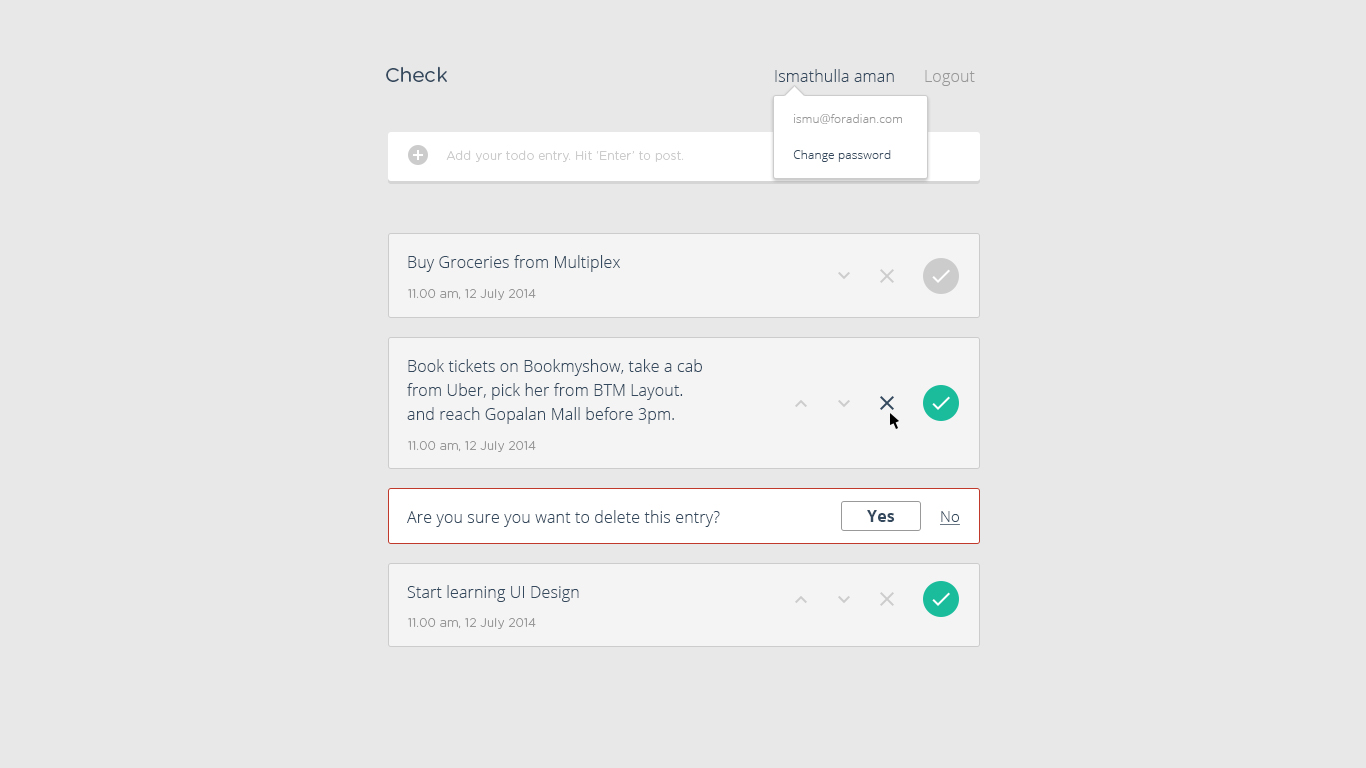 Check
Ismathulla aman
Logout
ismu@foradian.com
Change password
Add your todo entry. Hit 'Enter' to post.
Buy Groceries from Multiplex
11.00 am, 12 July 2014
Book tickets on Bookmyshow, take a cab
from Uber, pick her from BTM Layout.
and reach Gopalan Mall before 3pm.
11.00 am, 12 July 2014
Are you sure you want to delete this entry?
Yes
No
Start learning UI Design
11.00 am, 12 July 2014